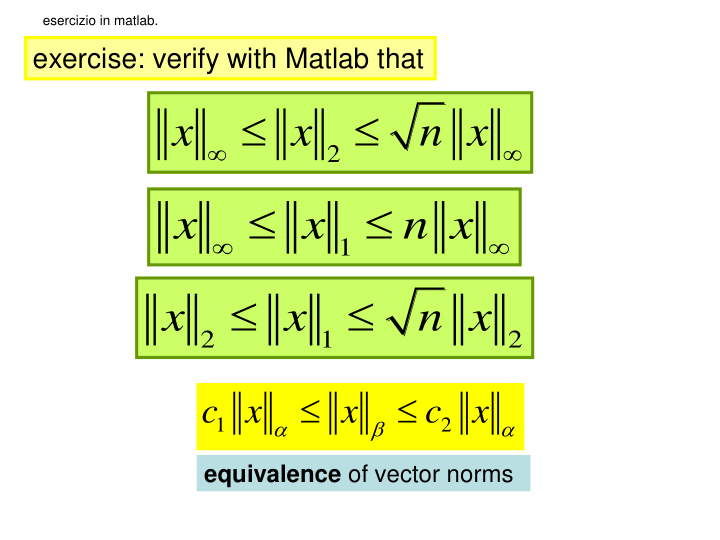 esercizio in matlab.
exercise: verify with Matlab that
‖x‖∞ ≤ ‖x‖₂ ≤ √n ‖x‖∞
‖x‖∞ ≤ ‖x‖₁ ≤ n‖x‖∞
‖x‖₂ ≤ ‖x‖₁ ≤ √n ‖x‖₂
c₁‖x‖α ≤ ‖x‖β ≤ c₂‖x‖α
equivalence of vector norms